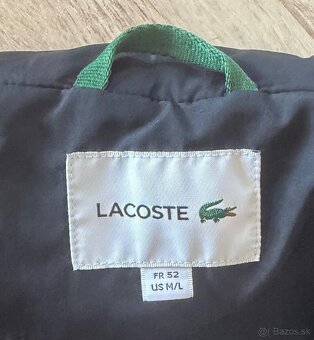 LACOSTE
FR 52
US M/L
@( Bazos.sk